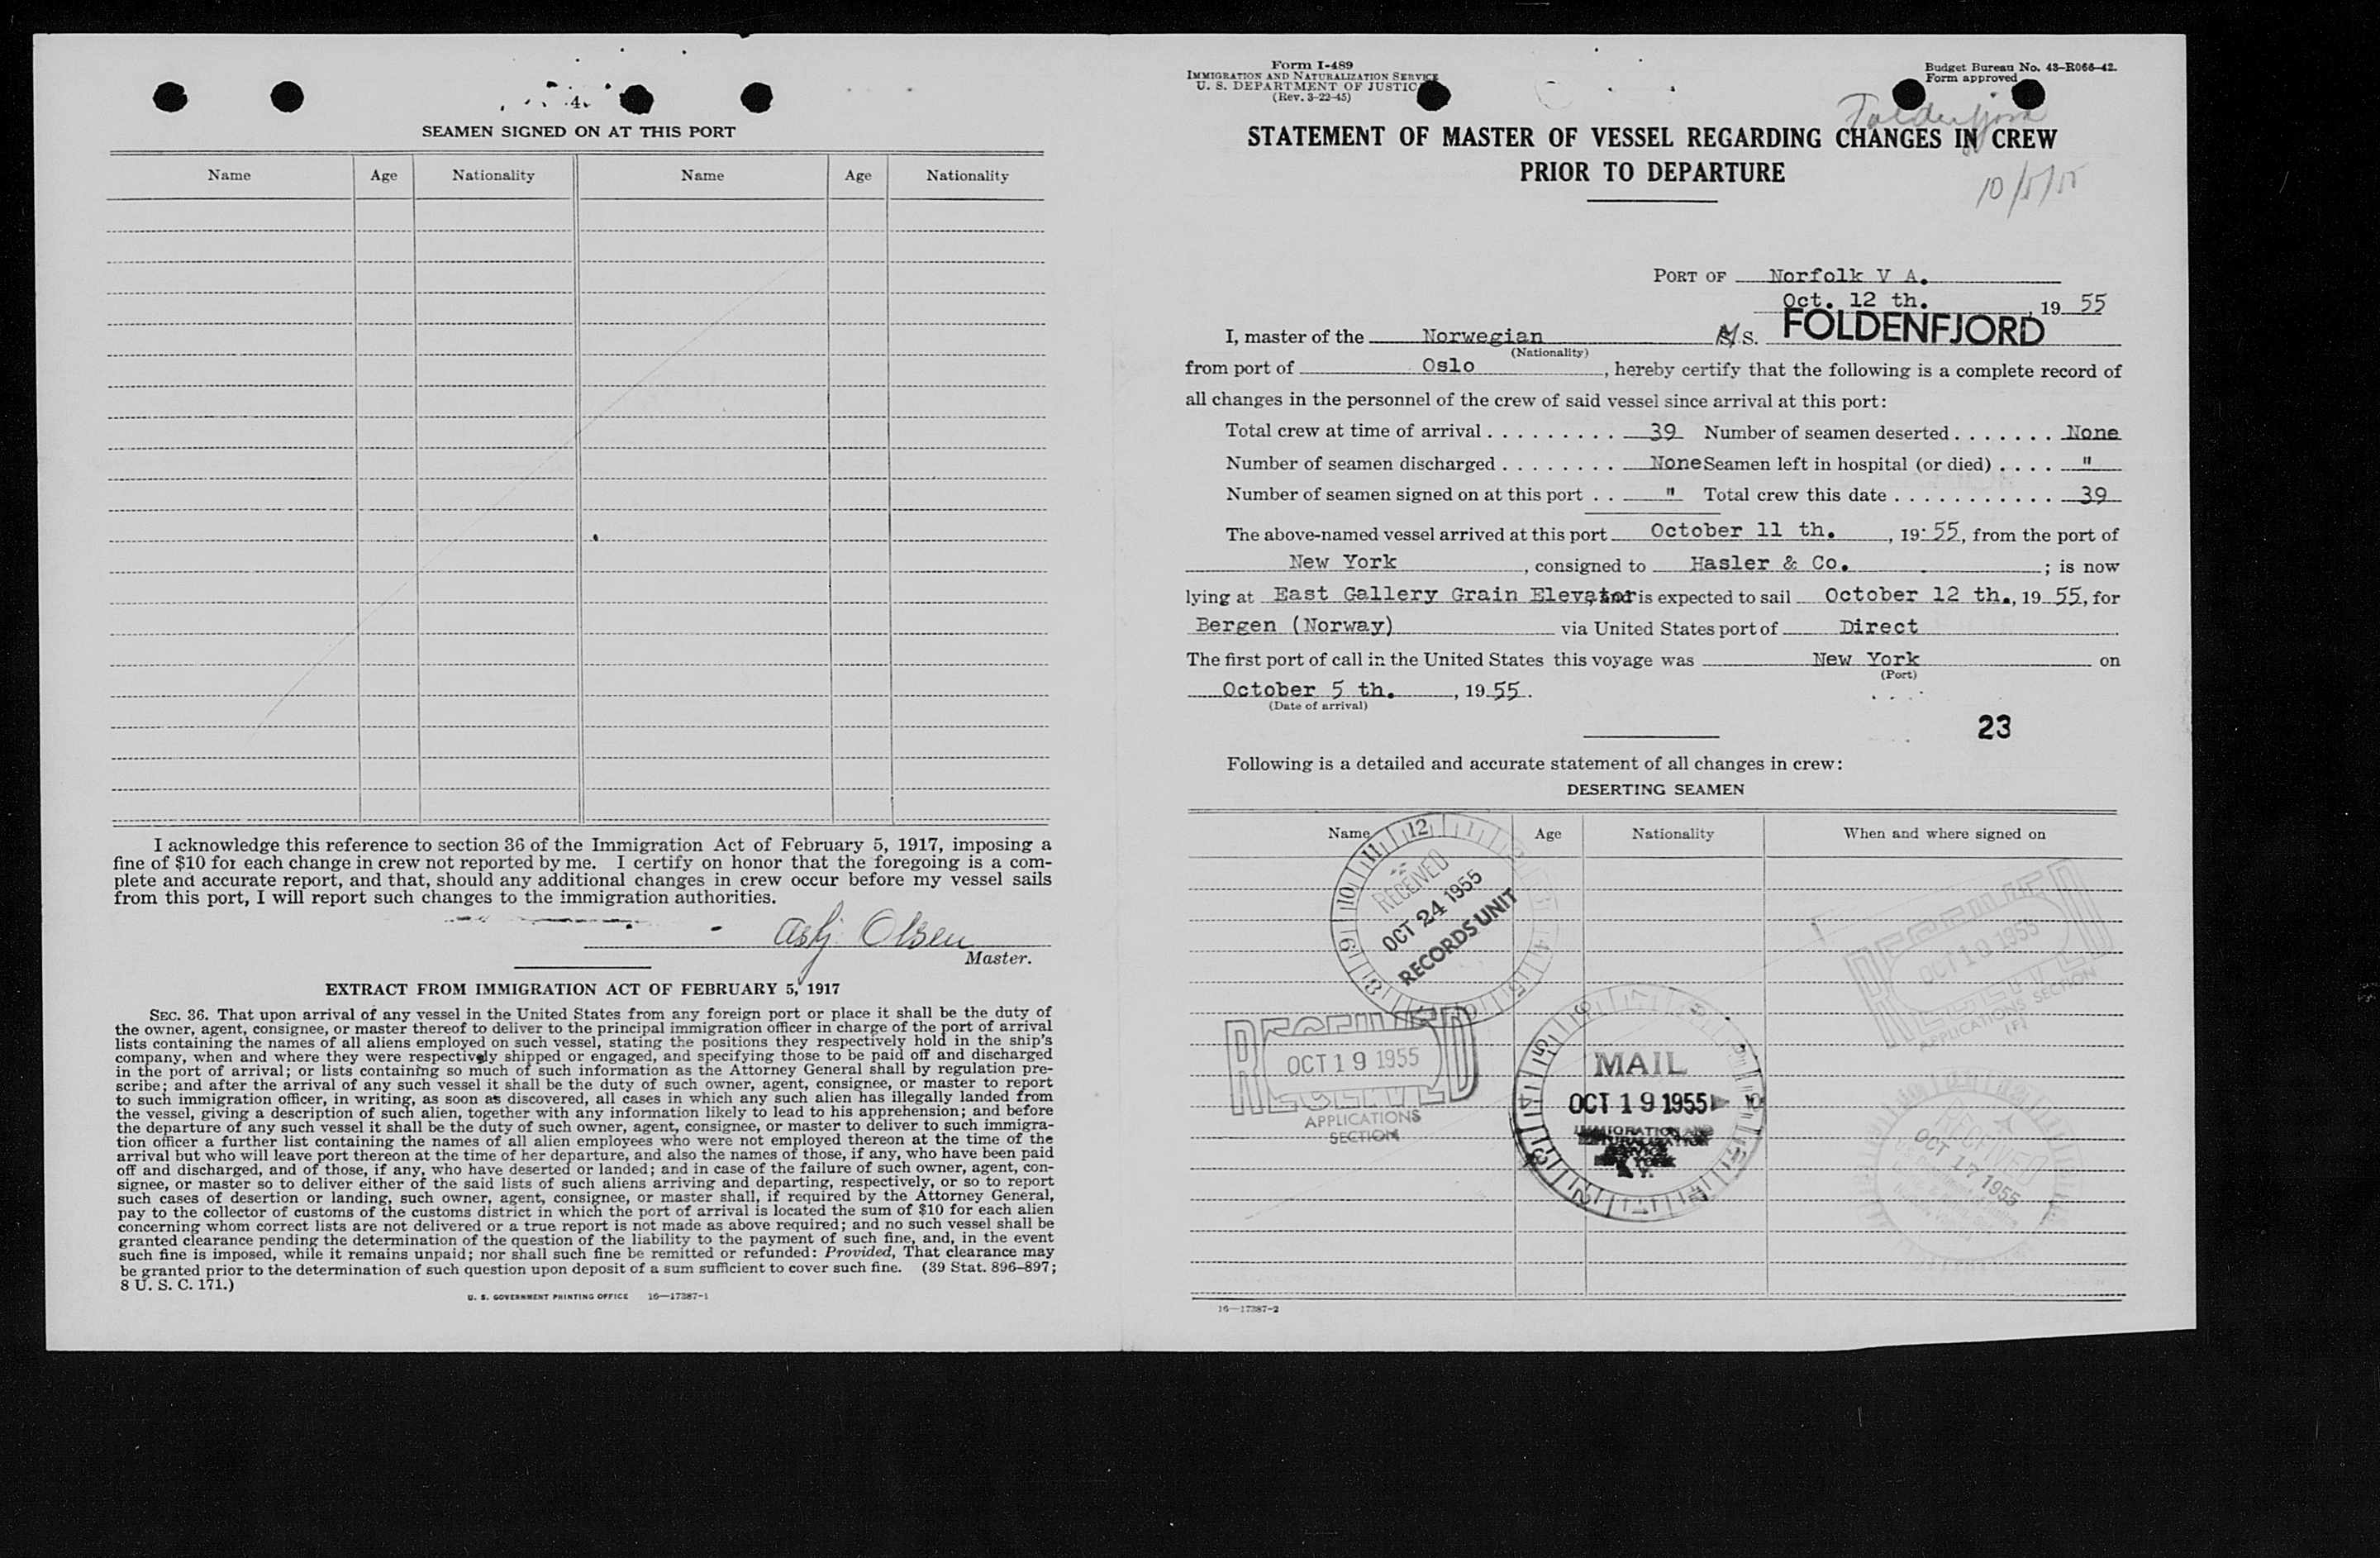 4.
SEAMEN SIGNED ON AT THIS PORT
Name Age Nationality Name Age Nationality
I acknowledge this reference to section 36 of the Immigration Act of February 5, 1917, imposing a
fine of $10 for each change in crew not reported by me. I certify on honor that the foregoing is a com-
plete and accurate report, and that, should any additional changes in crew occur before my vessel sails
from this port, I will report such changes to the immigration authorities.
Asbj. Olsen
Master.
EXTRACT FROM IMMIGRATION ACT OF FEBRUARY 5, 1917
SEC. 36. That upon arrival of any vessel in the United States from any foreign port or place it shall be the duty of
the owner, agent, consignee, or master thereof to deliver to the principal immigration officer in charge of the port of arrival
lists containing the names of all aliens employed on such vessel, stating the positions they respectively hold in the ship's
company, when and where they were respectively shipped or engaged, and specifying those to be paid off and discharged
in the port of arrival; or lists containing so much of such information as the Attorney General shall by regulation pre-
scribe; and after the arrival of any such vessel it shall be the duty of such owner, agent, consignee, or master to report
to such immigration officer, in writing, as soon as discovered, all cases in which any such alien has illegally landed from
the vessel, giving a description of such alien, together with any information likely to lead to his apprehension; and before
the departure of any such vessel it shall be the duty of such owner, agent, consignee, or master to deliver to such immigra-
tion officer a further list containing the names of all alien employees who were not employed thereon at the time of the
arrival but who will leave port thereon at the time of her departure, and also the names of those, if any, who have been paid
off and discharged, and of those, if any, who have deserted or landed; and in case of the failure of such owner, agent, con-
signee, or master so to deliver either of the said lists of such aliens arriving and departing, respectively, or so to report
such cases of desertion or landing, such owner, agent, consignee, or master shall, if required by the Attorney General,
pay to the collector of customs of the customs district in which the port of arrival is located the sum of $10 for each alien
concerning whom correct lists are not delivered or a true report is not made as above required; and no such vessel shall be
granted clearance pending the determination of the question of the liability to the payment of such fine, and, in the event
such fine is imposed, while it remains unpaid; nor shall such fine be remitted or refunded: Provided, That clearance may
be granted prior to the determination of such question upon deposit of a sum sufficient to cover such fine. (39 Stat. 896-897;
8 U. S. C. 171.)
U. S. GOVERNMENT PRINTING OFFICE 16—17387-1
Form I-489
IMMIGRATION AND NATURALIZATION SERVICE
U. S. DEPARTMENT OF JUSTIC
(Rev. 3-22-45)
Budget Bureau No. 43-R066-42.
Form approved
Foldenfjord
STATEMENT OF MASTER OF VESSEL REGARDING CHANGES IN CREW
PRIOR TO DEPARTURE
10/5/55
PORT OF Norfolk V A.
Oct. 12 th. , 19 55
I, master of the Norwegian M/S. FOLDENFJORD
(Nationality)
from port of Oslo , hereby certify that the following is a complete record of
all changes in the personnel of the crew of said vessel since arrival at this port:
Total crew at time of arrival . . . . . . . . . 39 Number of seamen deserted . . . . . . . None
Number of seamen discharged . . . . . . . . None Seamen left in hospital (or died) . . . . "
Number of seamen signed on at this port . . " Total crew this date . . . . . . . . . . . 39
The above-named vessel arrived at this port October 11 th. , 19 55, from the port of
New York , consigned to Hasler & Co. ; is now
lying at East Gallery Grain Elevator, and is expected to sail October 12 th., 19 55, for
Bergen (Norway) via United States port of Direct
The first port of call in the United States this voyage was New York on
(Port)
October 5 th. , 19 55.
(Date of arrival)
23
Following is a detailed and accurate statement of all changes in crew:
DESERTING SEAMEN
Name Age Nationality When and where signed on
RECEIVED
OCT 24 1955
RECORDS UNIT
RECEIVED
OCT 10 1955
RECEIVED
APPLICATIONS SECTION
(F)
RECEIVED
OCT 19 1955
RECEIVED
APPLICATIONS
SECTION
MAIL
OCT 19 1955
IMMIGRATION AND
NATURALIZATION
SERVICE
NEW YORK
N. Y.
RECEIVED
OCT 17 1955
16—17387-2